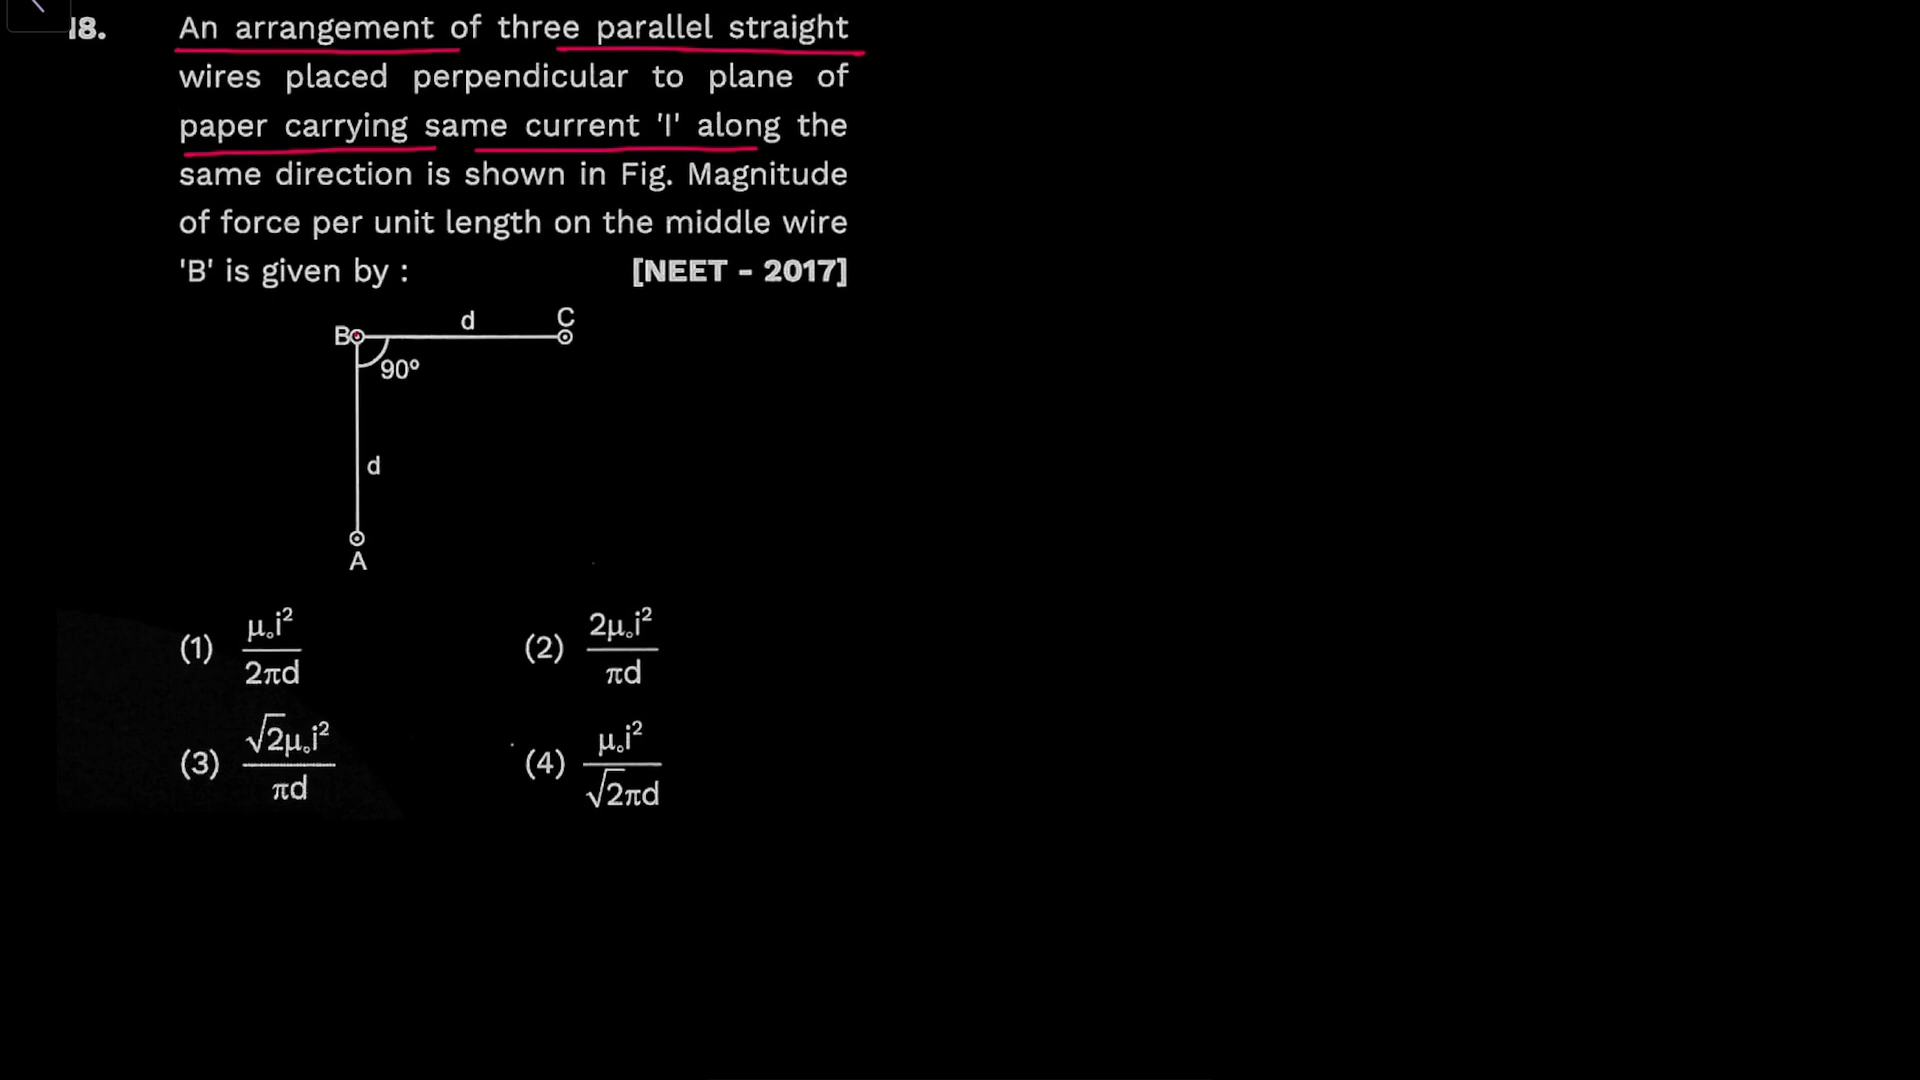 18. An arrangement of three parallel straight
wires placed perpendicular to plane of
paper carrying same current 'I' along the
same direction is shown in Fig. Magnitude
of force per unit length on the middle wire
'B' is given by : [NEET - 2017]
B d C
90°
d
A
(1) μ₀i²/2πd (2) 2μ₀i²/πd
(3) √2μ₀i²/πd (4) μ₀i²/√2πd